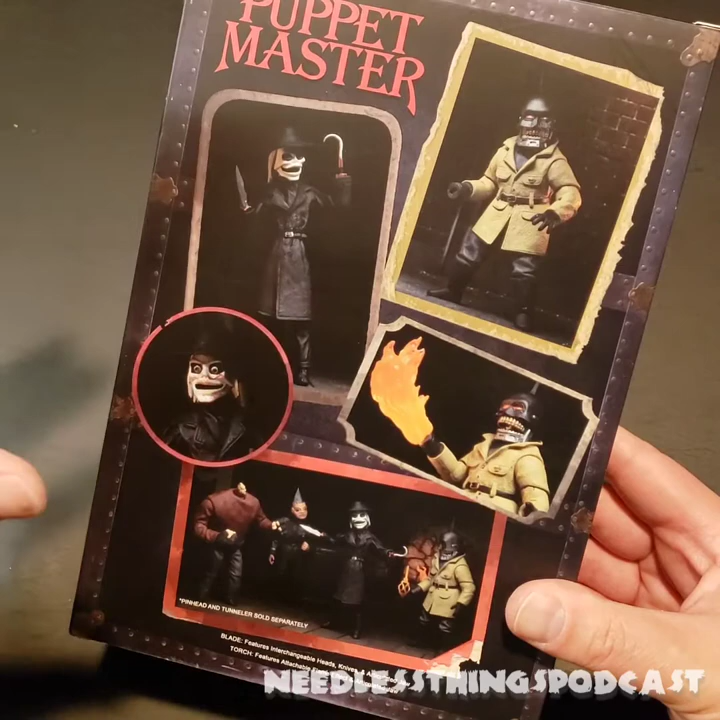 PUPPET
MASTER
*PINHEAD AND TUNNELER SOLD SEPARATELY
BLADE: Features Interchangeable Heads, Knives,
TORCH: Features Attachable
NEEDLESSTHINGSPODCAST